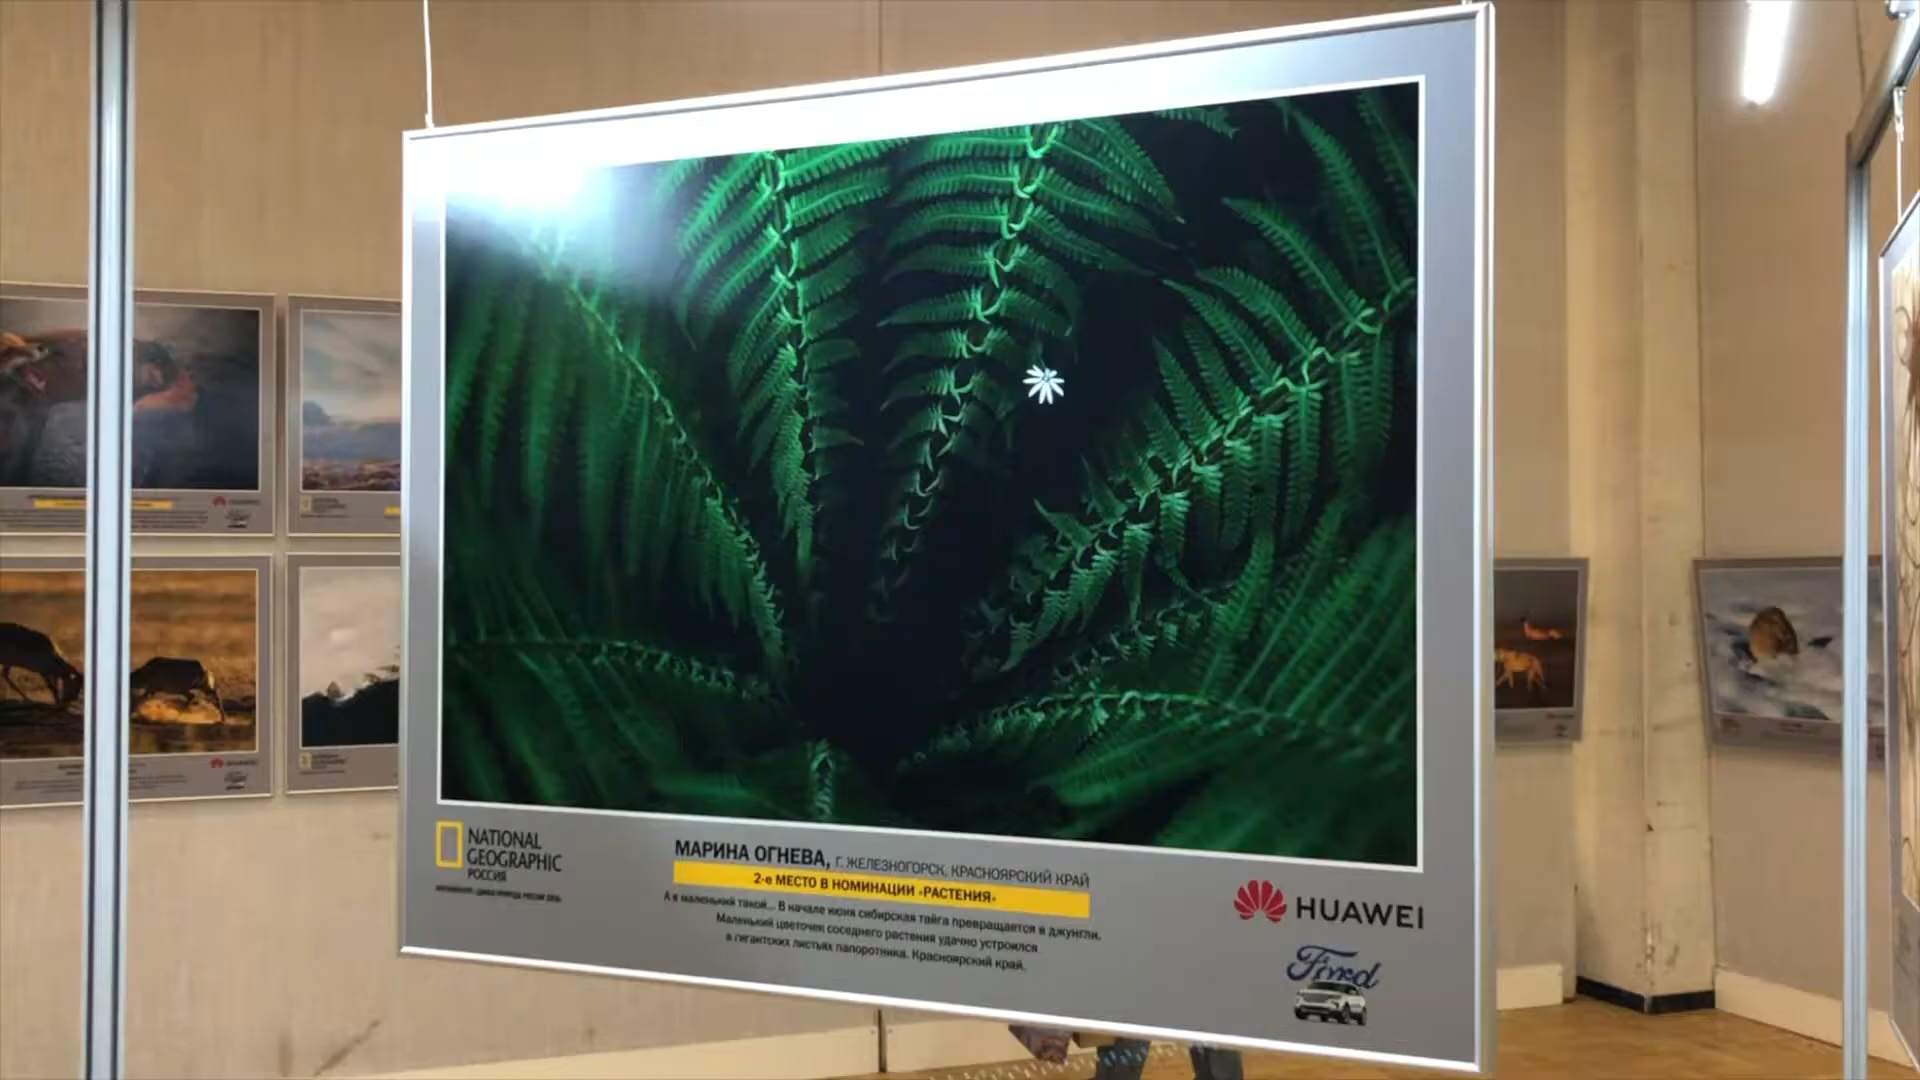 NATIONAL
GEOGRAPHIC
РОССИЯ
МАРИНА ОГНЕВА, Г. ЖЕЛЕЗНОГОРСК, КРАСНОЯРСКИЙ КРАЙ
2-е МЕСТО В НОМИНАЦИИ «РАСТЕНИЯ»
А я маленький такой... В начале июня сибирская тайга превращается в джунгли.
Маленький цветочек соседнего растения удачно устроился
в гигантских листьях папоротника. Красноярский край.
HUAWEI
Ford